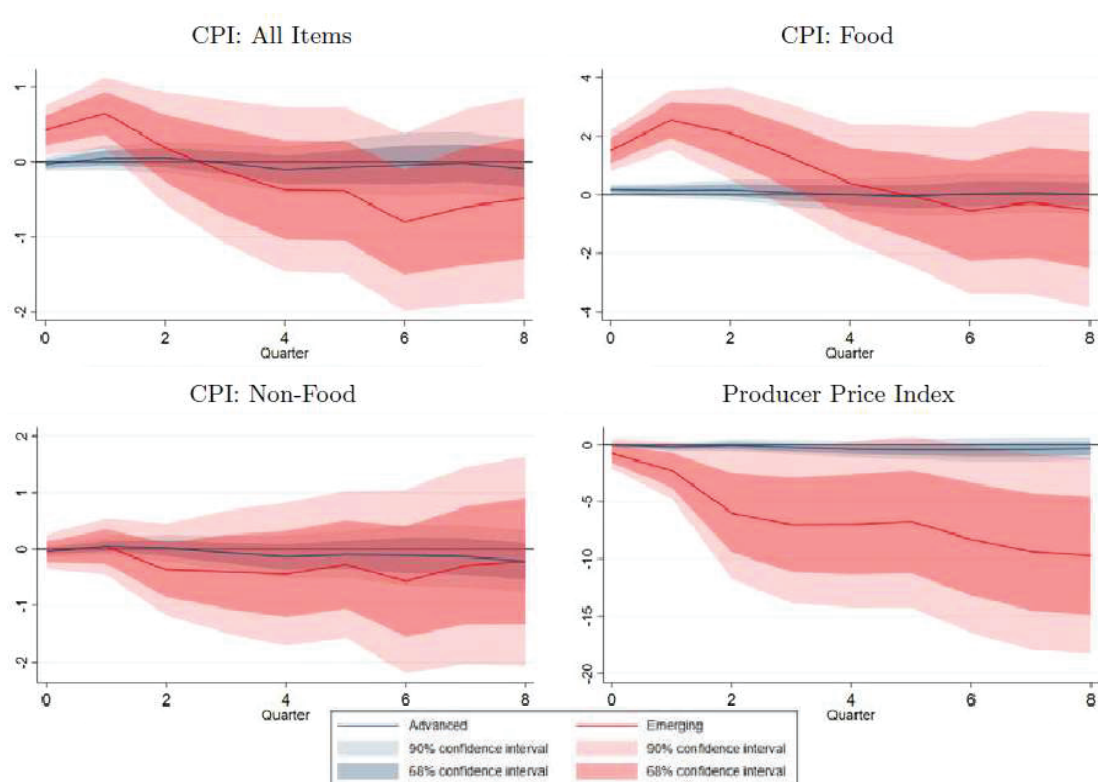 CPI: All Items
1
0
-1
-2
0 2 4 6 8
Quarter
CPI: Food
4
2
0
-2
-4
0 2 4 6 8
Quarter
CPI: Non-Food
2
1
0
-1
-2
0 2 4 6 8
Quarter
Producer Price Index
0
-5
-10
-15
-20
0 2 4 6 8
Quarter
Advanced
90% confidence interval
68% confidence interval
Emerging
90% confidence interval
68% confidence interval